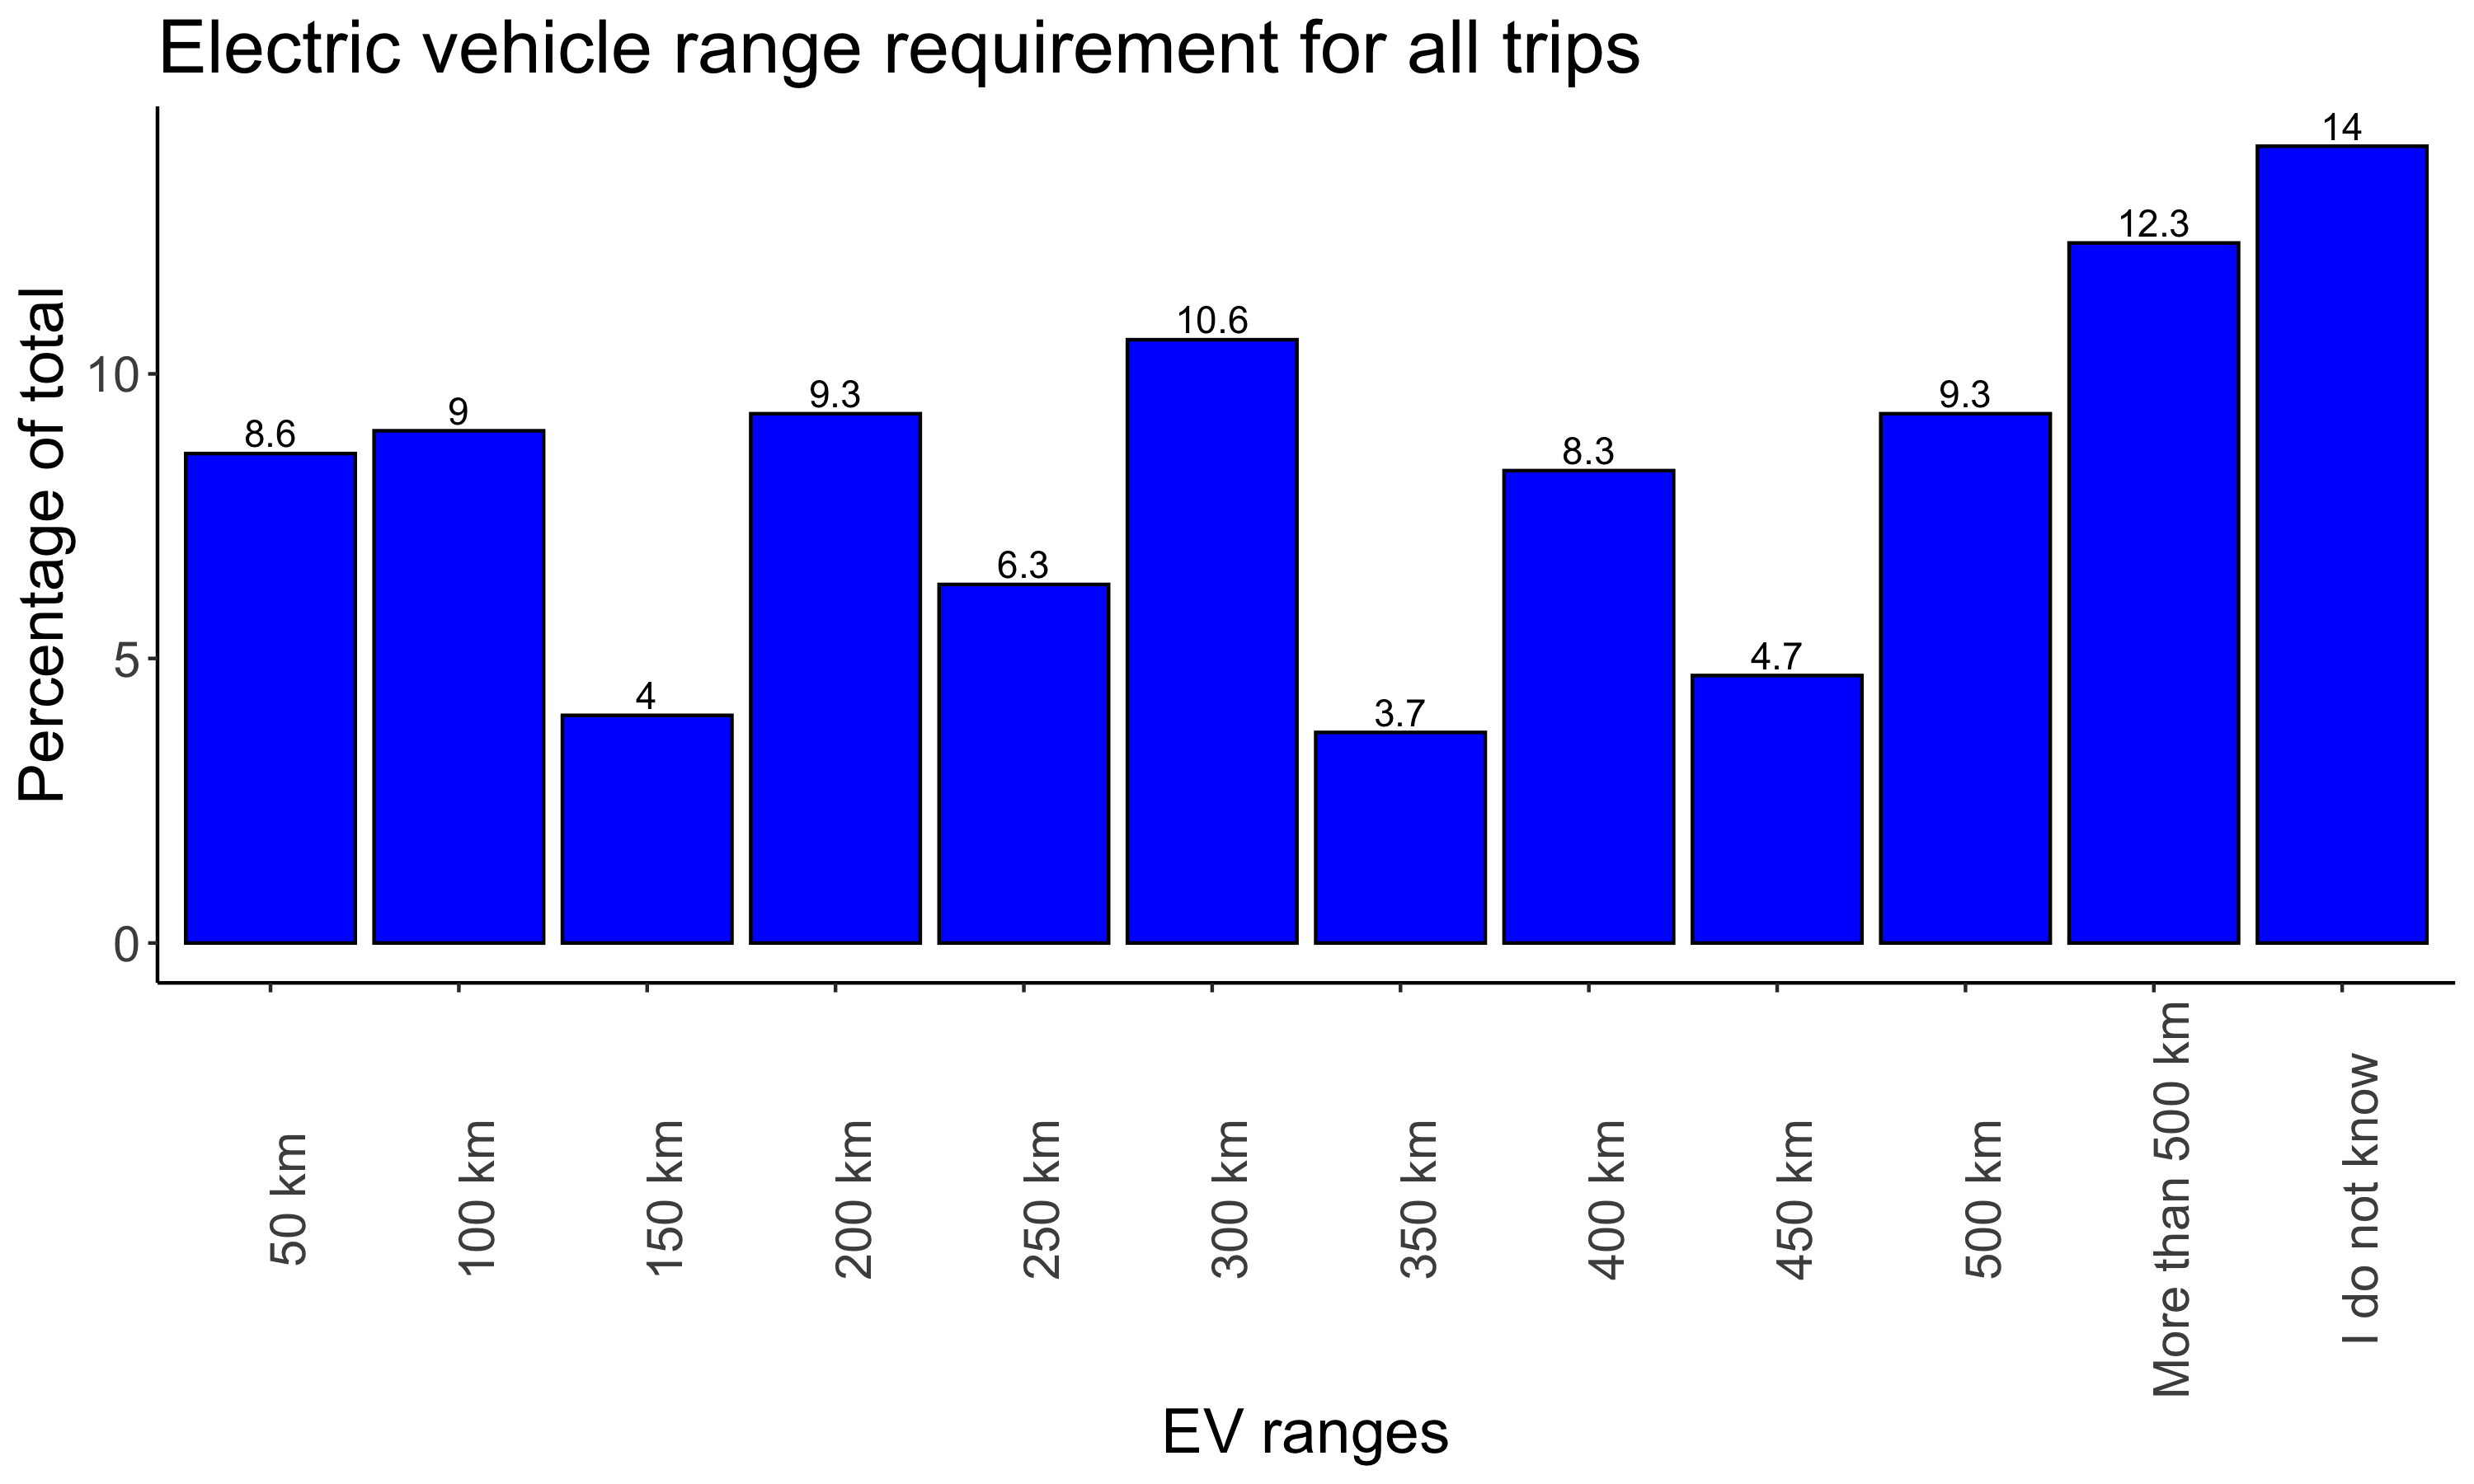 Electric vehicle range requirement for all trips
Percentage of total
10
5
0
8.6
9
4
9.3
6.3
10.6
3.7
8.3
4.7
9.3
12.3
14
50 km
100 km
150 km
200 km
250 km
300 km
350 km
400 km
450 km
500 km
More than 500 km
I do not know
EV ranges